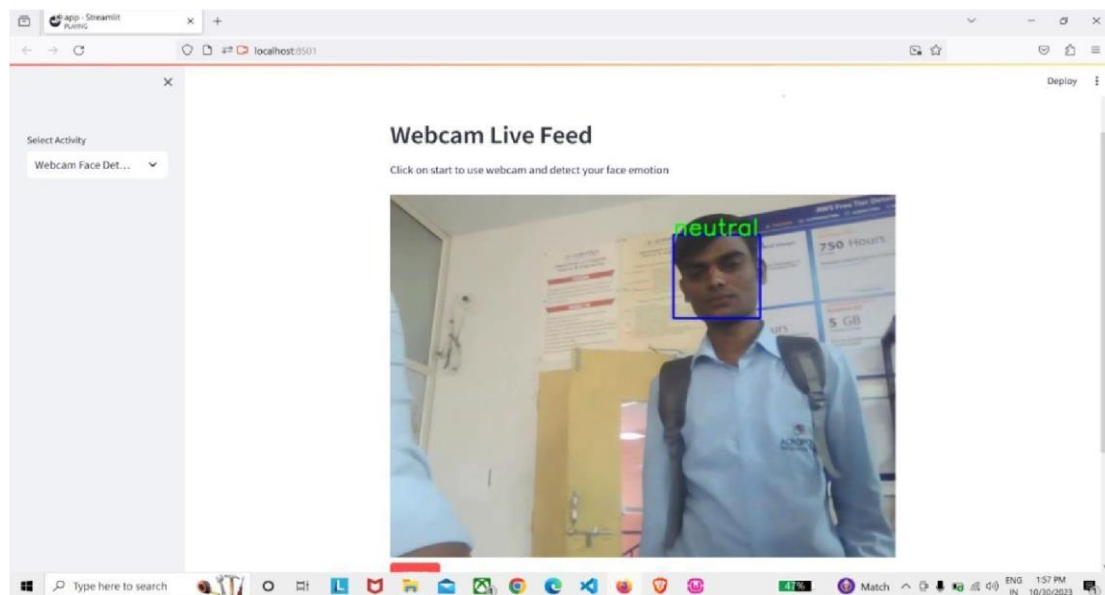 app - Streamlit
PLAYING
localhost:8501
Deploy
Select Activity
Webcam Face Det...
Webcam Live Feed
Click on start to use webcam and detect your face emotion
neutral
750 Hours
5 GB
Type here to search
47%
Match
ENG
IN
1:57 PM
10/30/2023